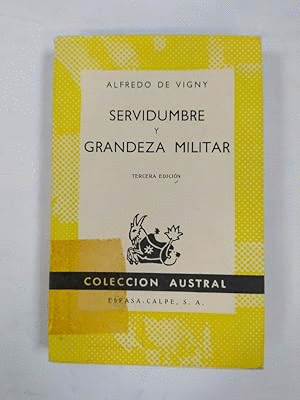 ALFREDO DE VIGNY
SERVIDUMBRE
Y
GRANDEZA MILITAR
TERCERA EDICIÓN
COLECCION AUSTRAL
ESPASA-CALPE, S. A.